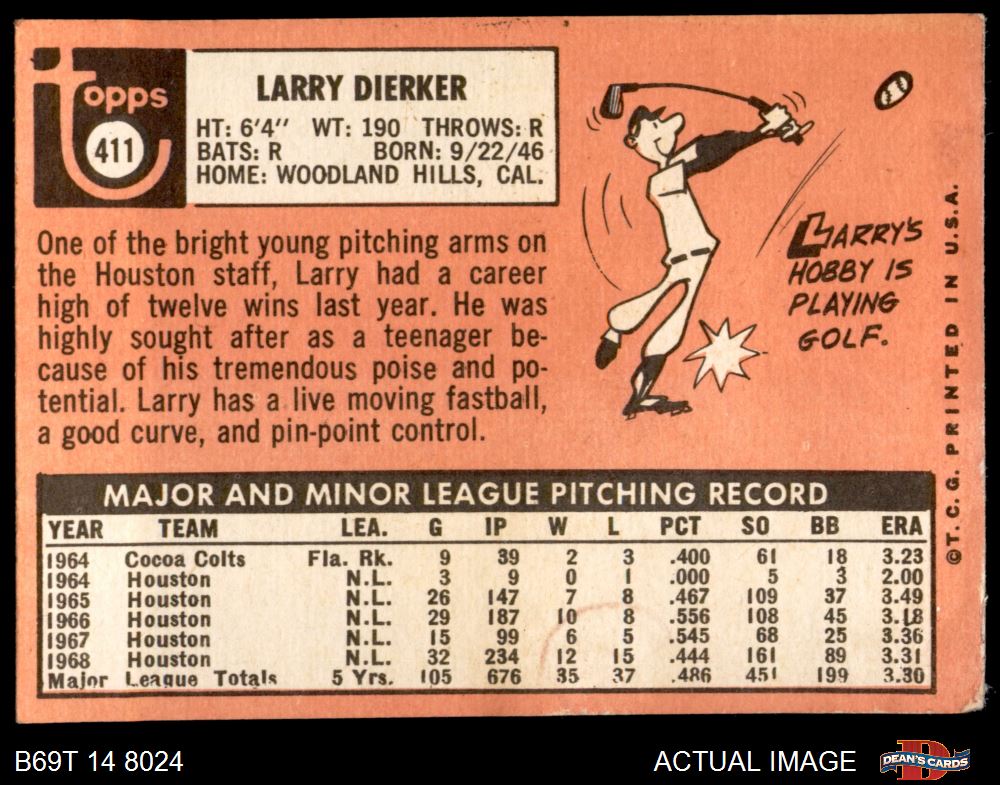 topps
411
LARRY DIERKER
HT: 6'4" WT: 190 THROWS: R
BATS: R BORN: 9/22/46
HOME: WOODLAND HILLS, CAL.
One of the bright young pitching arms on
the Houston staff, Larry had a career
high of twelve wins last year. He was
highly sought after as a teenager be-
cause of his tremendous poise and po-
tential. Larry has a live moving fastball,
a good curve, and pin-point control.
LARRY'S
HOBBY IS
PLAYING
GOLF.
©T.C.G. PRINTED IN U.S.A.
MAJOR AND MINOR LEAGUE PITCHING RECORD
YEAR TEAM LEA. G IP W L PCT SO BB ERA
1964 Cocoa Colts Fla. Rk. 9 39 2 3 .400 61 18 3.23
1964 Houston N.L. 3 9 0 1 .000 5 3 2.00
1965 Houston N.L. 26 147 7 8 .467 109 37 3.49
1966 Houston N.L. 29 187 10 8 .556 108 45 3.18
1967 Houston N.L. 15 99 6 5 .545 68 25 3.36
1968 Houston N.L. 32 234 12 15 .444 161 89 3.31
Major League Totals 5 Yrs. 105 676 35 37 .486 451 199 3.30
B69T 14 8024
ACTUAL IMAGE
D
DEAN'S CARDS